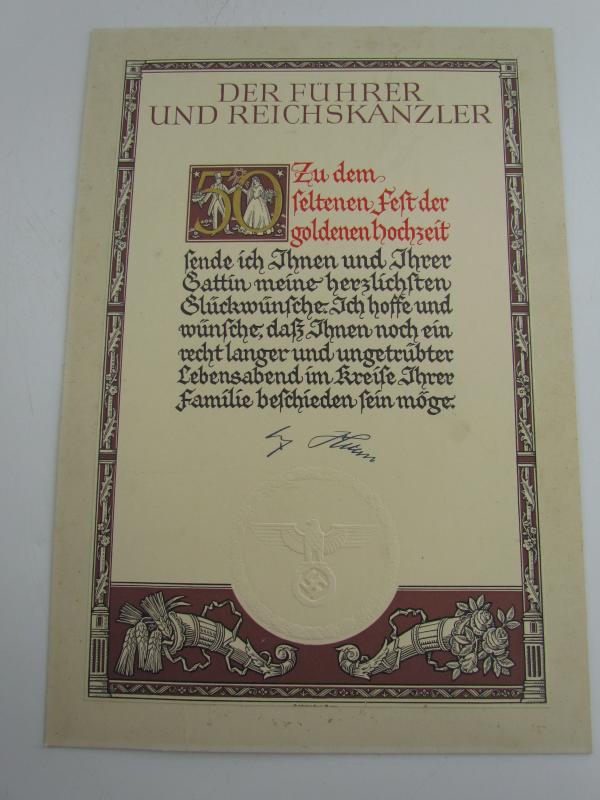 DER FÜHRER
UND REICHSKANZLER
50
Zu dem
seltenen Fest der
goldenen Hochzeit
sende ich Ihnen und Ihrer
Gattin meine herzlichsten
Glückwünsche. Ich hoffe und
wünsche, daß Ihnen noch ein
recht langer und ungetrübter
Lebensabend im Kreise Ihrer
Familie beschieden sein möge.